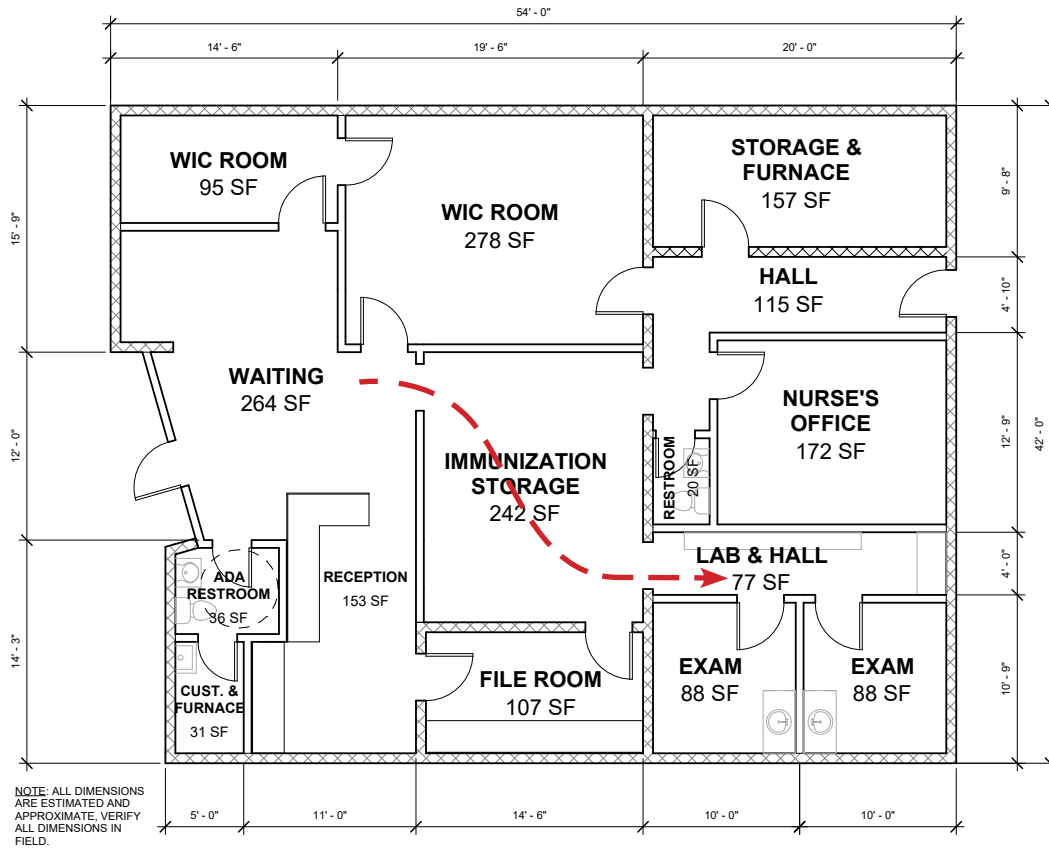 54' - 0"
14' - 6"
19' - 6"
20' - 0"
WIC ROOM
95 SF
WIC ROOM
278 SF
STORAGE &
FURNACE
157 SF
HALL
115 SF
15' - 9"
9' - 8"
4' - 10"
WAITING
264 SF
NURSE'S
OFFICE
172 SF
12' - 0"
12' - 9"
42' - 0"
IMMUNIZATION
STORAGE
242 SF
RESTROOM
20 SF
LAB & HALL
77 SF
4' - 0"
ADA
RESTROOM
36 SF
RECEPTION
153 SF
14' - 3"
CUST. &
FURNACE
31 SF
FILE ROOM
107 SF
EXAM
88 SF
EXAM
88 SF
10' - 9"
NOTE: ALL DIMENSIONS
ARE ESTIMATED AND
APPROXIMATE, VERIFY
ALL DIMENSIONS IN
FIELD.
5' - 0"
11' - 0"
14' - 6"
10' - 0"
10' - 0"